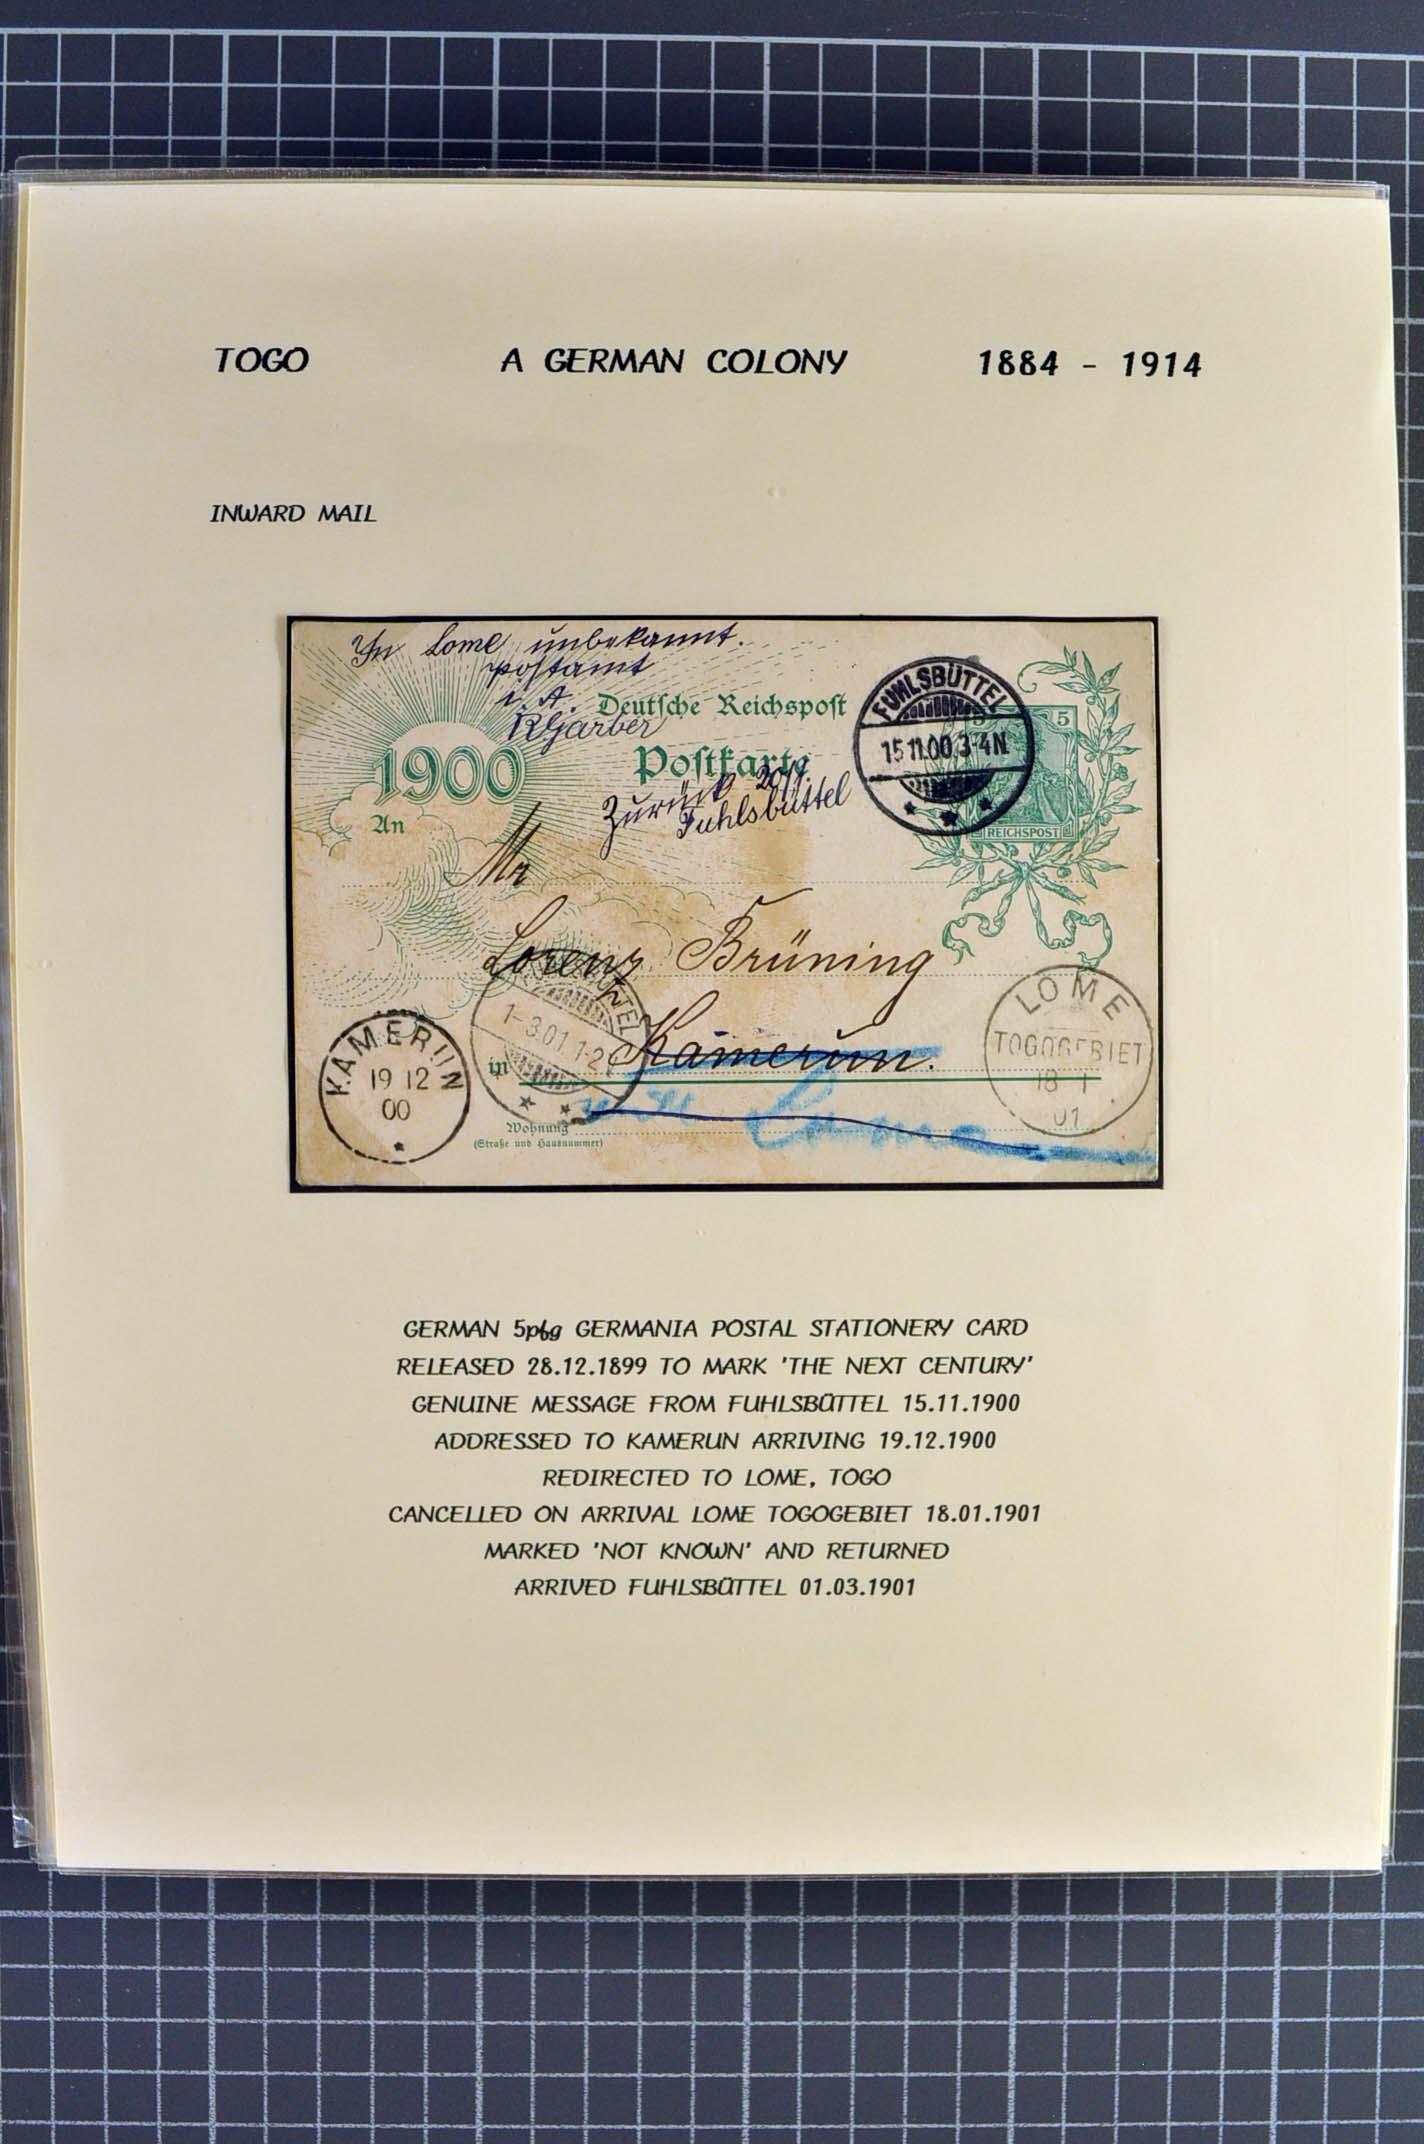 TOGO A GERMAN COLONY 1884 - 1914
INWARD MAIL
In Lome unbekannt.
Postamt
i. A.
Deutsche Reichspost
1900
Postkarte
Zurück 20/1.
Fuhlsbüttel
An
FUHLSBÜTTEL
15 11.00.3-4N
5
REICHSPOST
Mr
Lorenz Brüning
in Kamerun.
KAMERUN
19 12
00
1-3.01.1-2
LOME
TOGOGEBIET
18 1
01
Lome
Wohnung
(Straße und Hausnummer)
GERMAN 5pfg GERMANIA POSTAL STATIONERY CARD
RELEASED 28.12.1899 TO MARK 'THE NEXT CENTURY'
GENUINE MESSAGE FROM FUHLSBÜTTEL 15.11.1900
ADDRESSED TO KAMERUN ARRIVING 19.12.1900
REDIRECTED TO LOME, TOGO
CANCELLED ON ARRIVAL LOME TOGOGEBIET 18.01.1901
MARKED 'NOT KNOWN' AND RETURNED
ARRIVED FUHLSBÜTTEL 01.03.1901